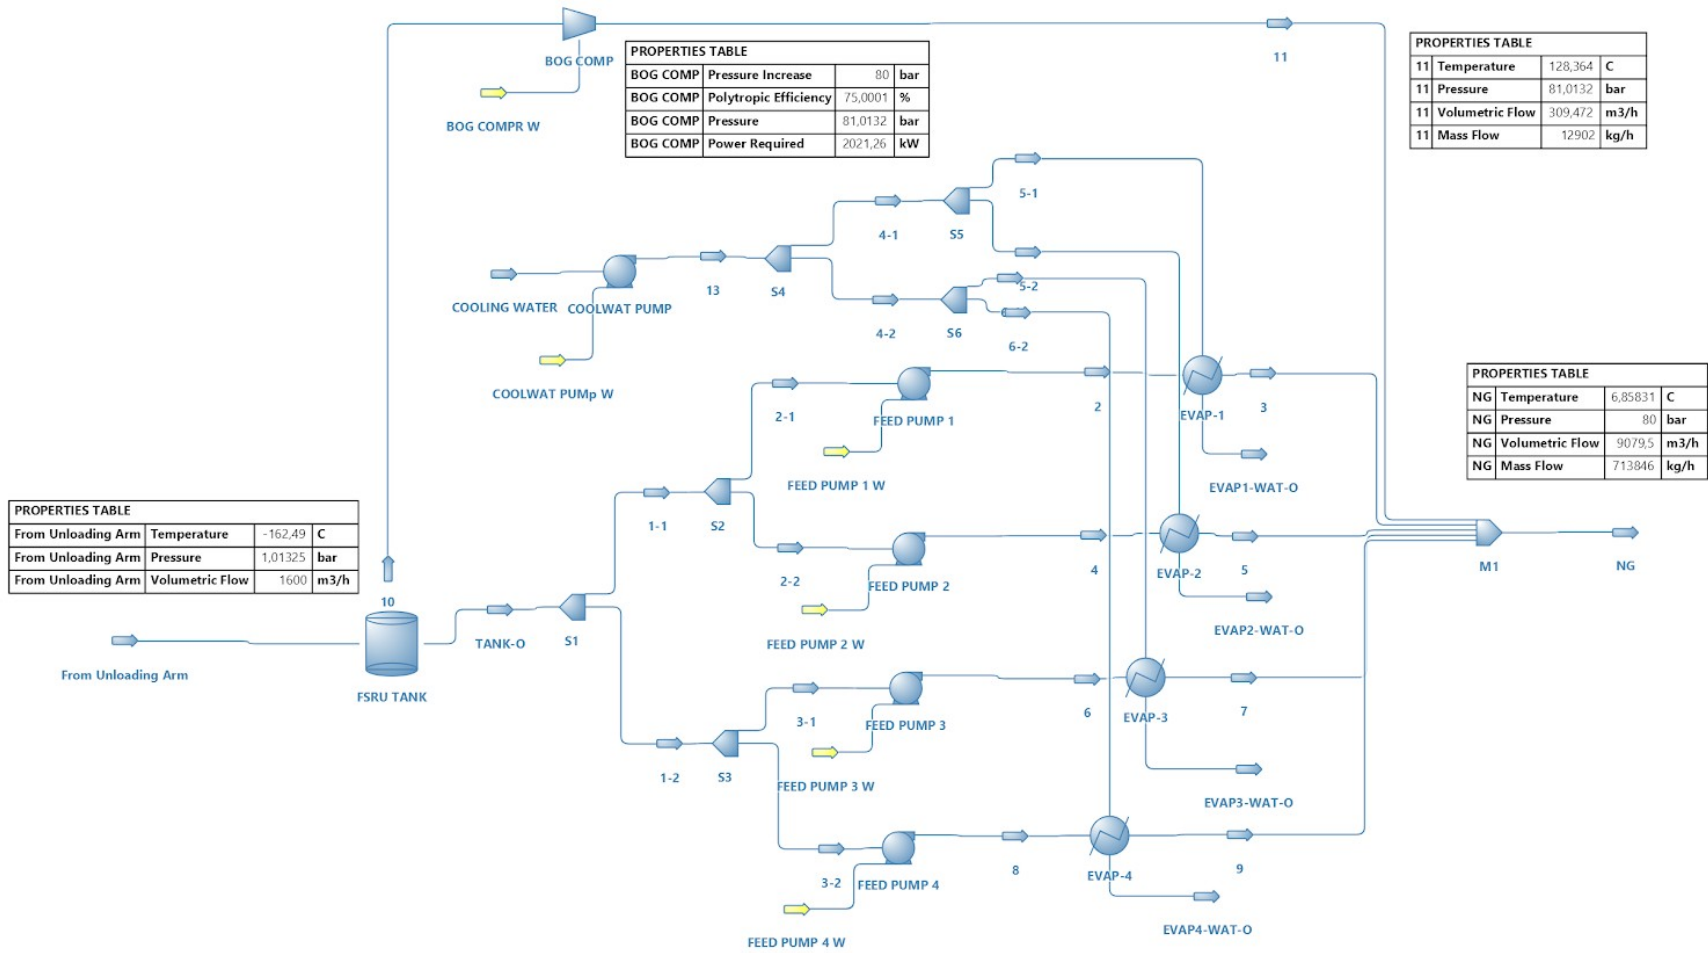 BOG COMP
11
BOG COMPR W
PROPERTIES TABLE
BOG COMP Pressure Increase 80 bar
BOG COMP Polytropic Efficiency 75,0001 %
BOG COMP Pressure 81,0132 bar
BOG COMP Power Required 2021,26 kW
PROPERTIES TABLE
11 Temperature 128,364 C
11 Pressure 81,0132 bar
11 Volumetric Flow 309,472 m3/h
11 Mass Flow 12902 kg/h
5-1
4-1
S5
COOLING WATER
COOLWAT PUMP
13
S4
5-2
4-2
S6
6-2
COOLWAT PUMp W
2-1
FEED PUMP 1
2
EVAP-1
3
FEED PUMP 1 W
EVAP1-WAT-O
PROPERTIES TABLE
NG Temperature 6,85831 C
NG Pressure 80 bar
NG Volumetric Flow 9079,5 m3/h
NG Mass Flow 713846 kg/h
1-1
S2
PROPERTIES TABLE
From Unloading Arm Temperature -162,49 C
From Unloading Arm Pressure 1,01325 bar
From Unloading Arm Volumetric Flow 1600 m3/h
2-2
FEED PUMP 2
4
EVAP-2
5
M1
NG
10
TANK-O
S1
FEED PUMP 2 W
EVAP2-WAT-O
From Unloading Arm
FSRU TANK
3-1
FEED PUMP 3
6
EVAP-3
7
1-2
S3
FEED PUMP 3 W
EVAP3-WAT-O
3-2
FEED PUMP 4
8
EVAP-4
9
FEED PUMP 4 W
EVAP4-WAT-O